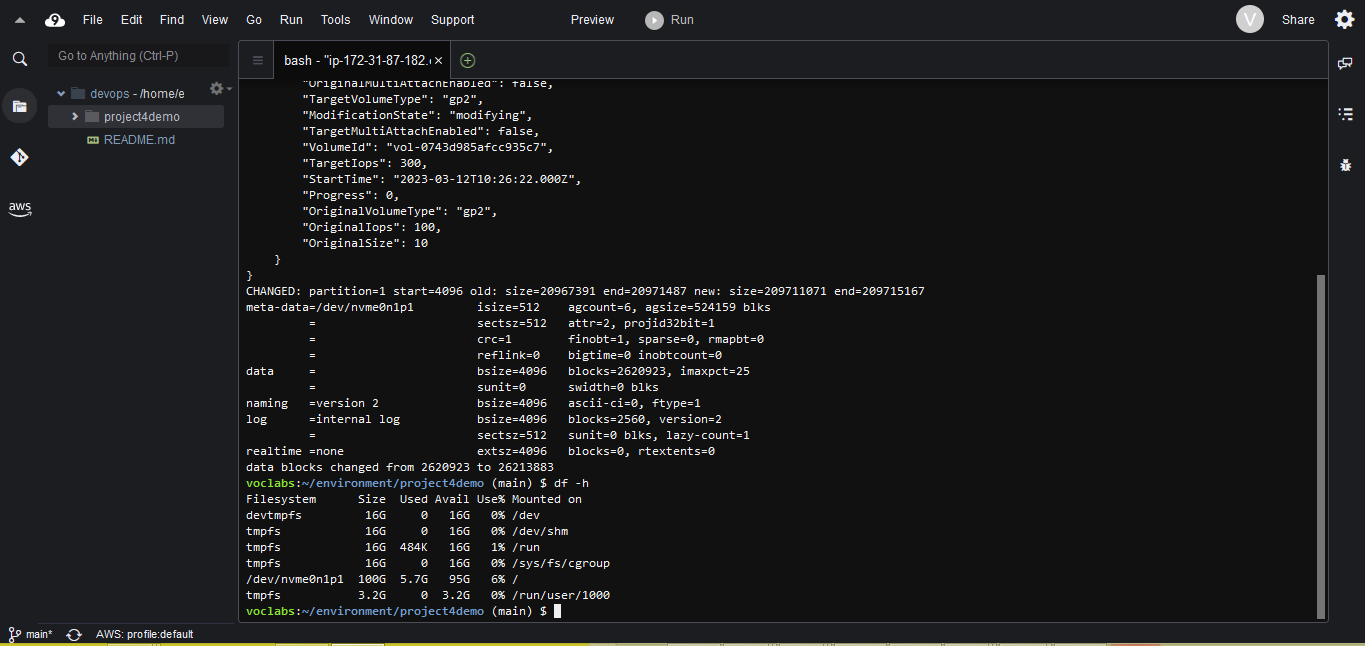 9 File Edit Find View Go Run Tools Window Support Preview Run V Share
Go to Anything (Ctrl-P)
devops - /home/e
project4demo
README.md
aws
bash - "ip-172-31-87-182.
"OriginalMultiAttachEnabled": false,
"TargetVolumeType": "gp2",
"ModificationState": "modifying",
"TargetMultiAttachEnabled": false,
"VolumeId": "vol-0743d985afcc935c7",
"TargetIops": 300,
"StartTime": "2023-03-12T10:26:22.000Z",
"Progress": 0,
"OriginalVolumeType": "gp2",
"OriginalIops": 100,
"OriginalSize": 10
}
}
CHANGED: partition=1 start=4096 old: size=20967391 end=20971487 new: size=209711071 end=209715167
meta-data=/dev/nvme0n1p1 isize=512 agcount=6, agsize=524159 blks
= sectsz=512 attr=2, projid32bit=1
= crc=1 finobt=1, sparse=0, rmapbt=0
= reflink=0 bigtime=0 inobtcount=0
data = bsize=4096 blocks=2620923, imaxpct=25
= sunit=0 swidth=0 blks
naming =version 2 bsize=4096 ascii-ci=0, ftype=1
log =internal log bsize=4096 blocks=2560, version=2
= sectsz=512 sunit=0 blks, lazy-count=1
realtime =none extsz=4096 blocks=0, rtextents=0
data blocks changed from 2620923 to 26213883
voclabs:~/environment/project4demo (main) $ df -h
Filesystem Size Used Avail Use% Mounted on
devtmpfs 16G 0 16G 0% /dev
tmpfs 16G 0 16G 0% /dev/shm
tmpfs 16G 484K 16G 1% /run
tmpfs 16G 0 16G 0% /sys/fs/cgroup
/dev/nvme0n1p1 100G 5.7G 95G 6% /
tmpfs 3.2G 0 3.2G 0% /run/user/1000
voclabs:~/environment/project4demo (main) $
main* AWS: profile:default